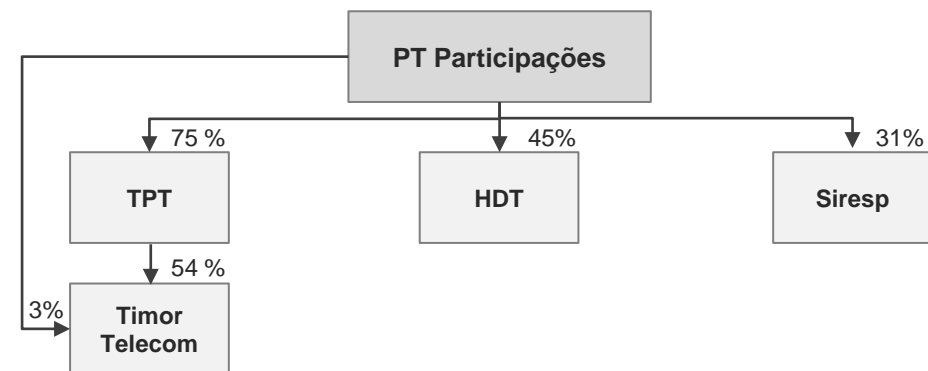 PT Participações
75 %
45%
31%
TPT
HDT
Siresp
54 %
3%
Timor
Telecom